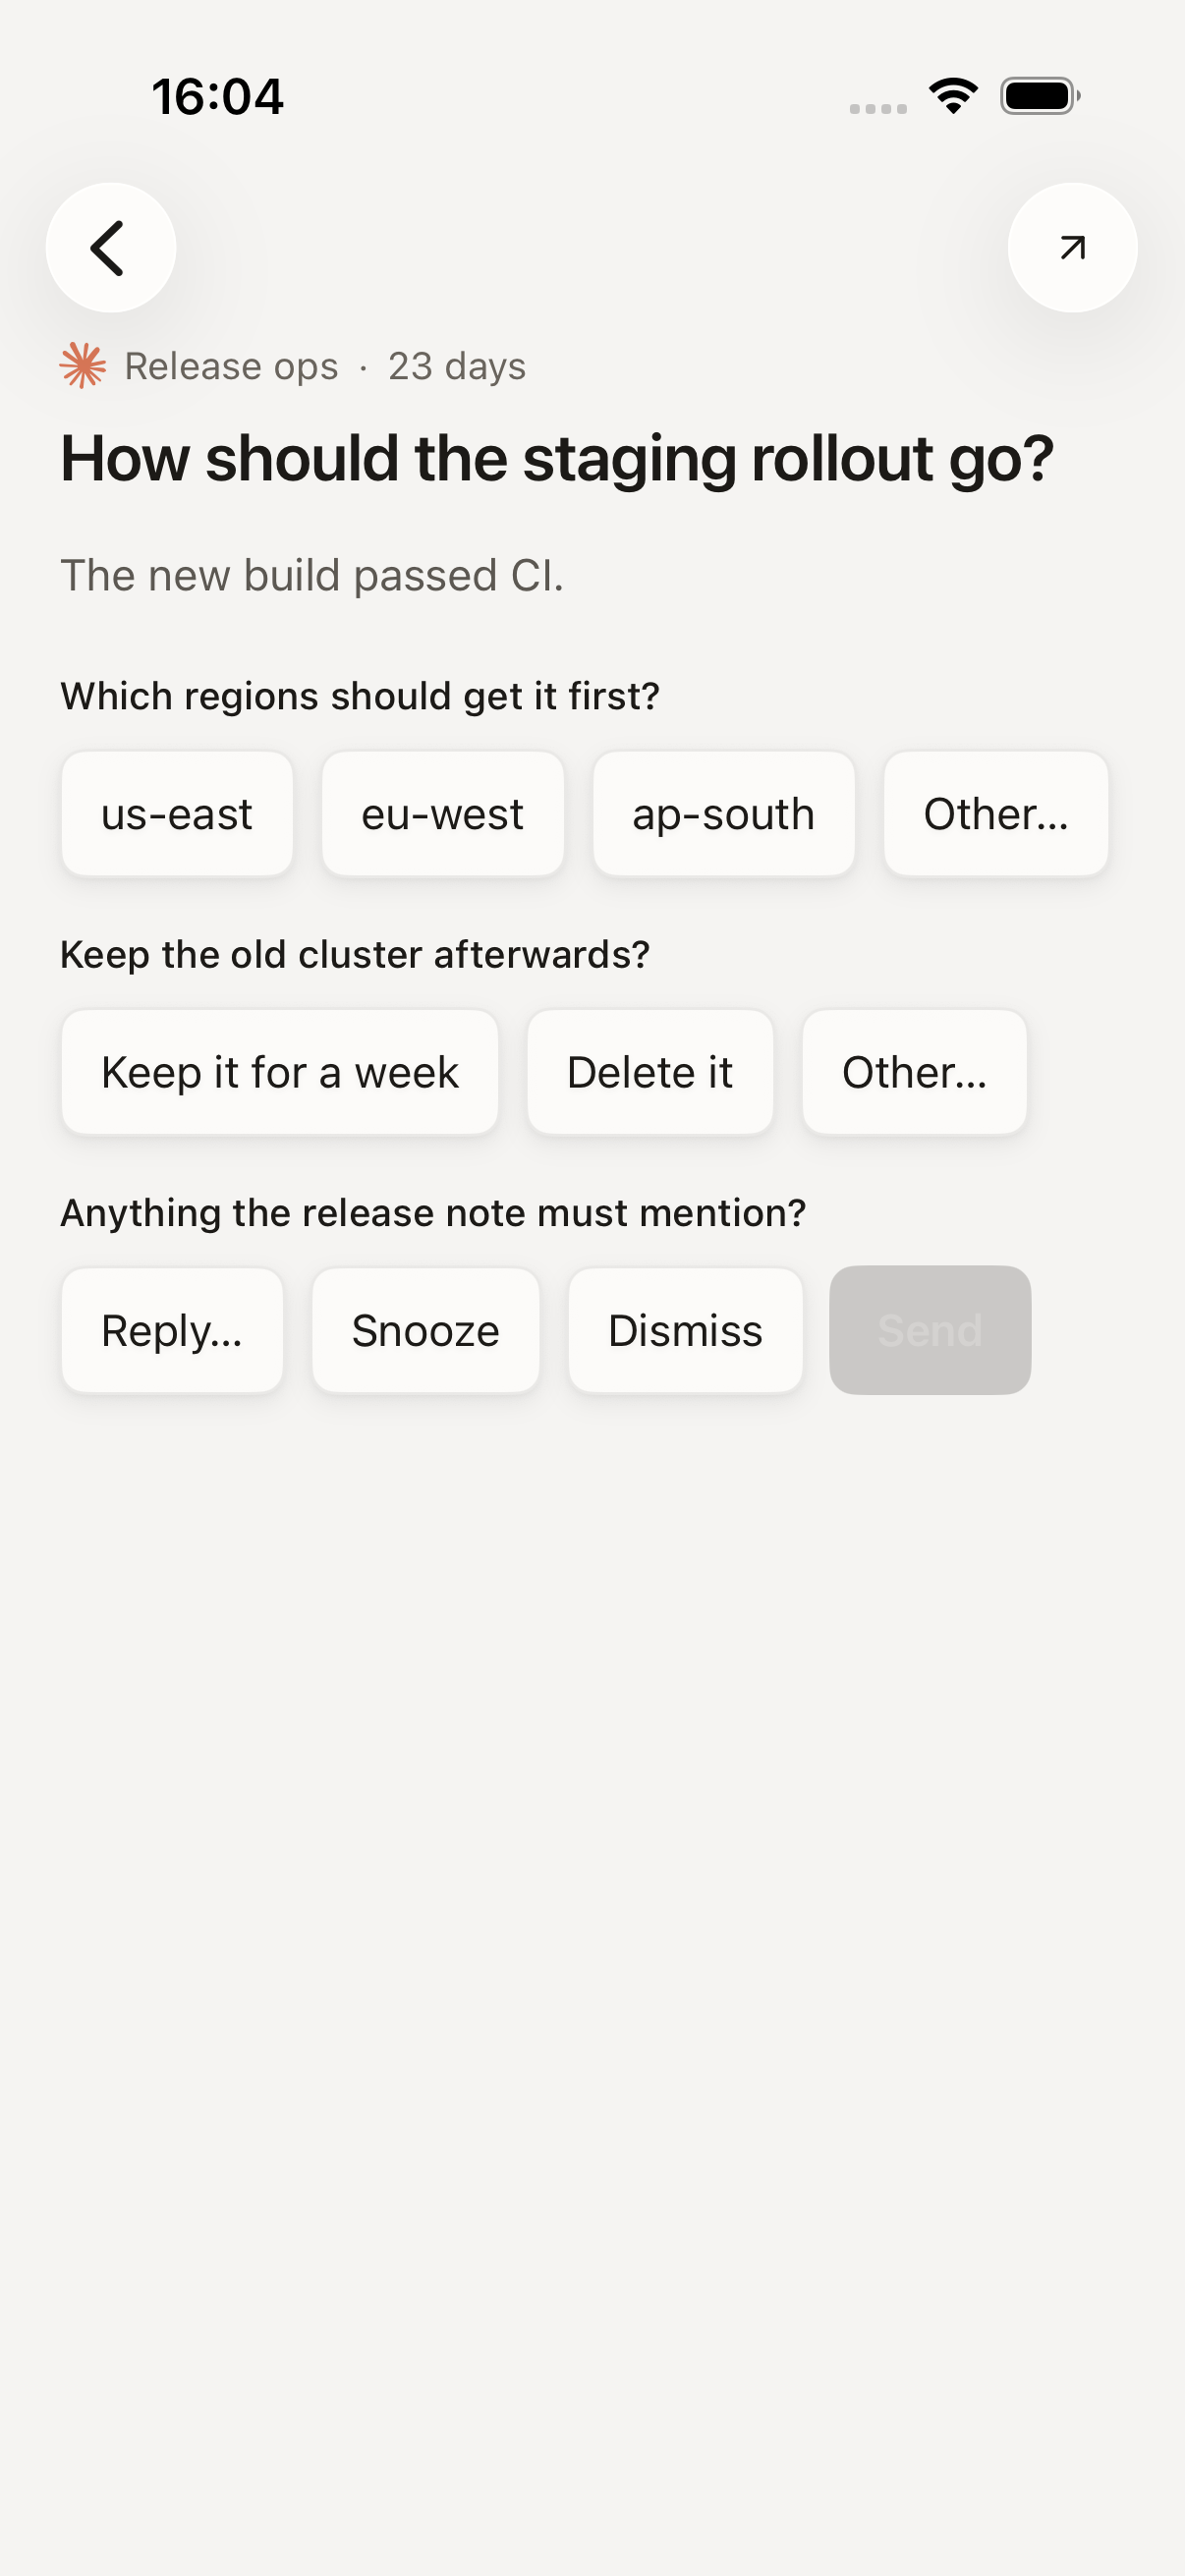 16:04
Release ops · 23 days
How should the staging rollout go?
The new build passed CI.
Which regions should get it first?
us-east eu-west ap-south Other...
Keep the old cluster afterwards?
Keep it for a week Delete it Other...
Anything the release note must mention?
Reply... Snooze Dismiss Send